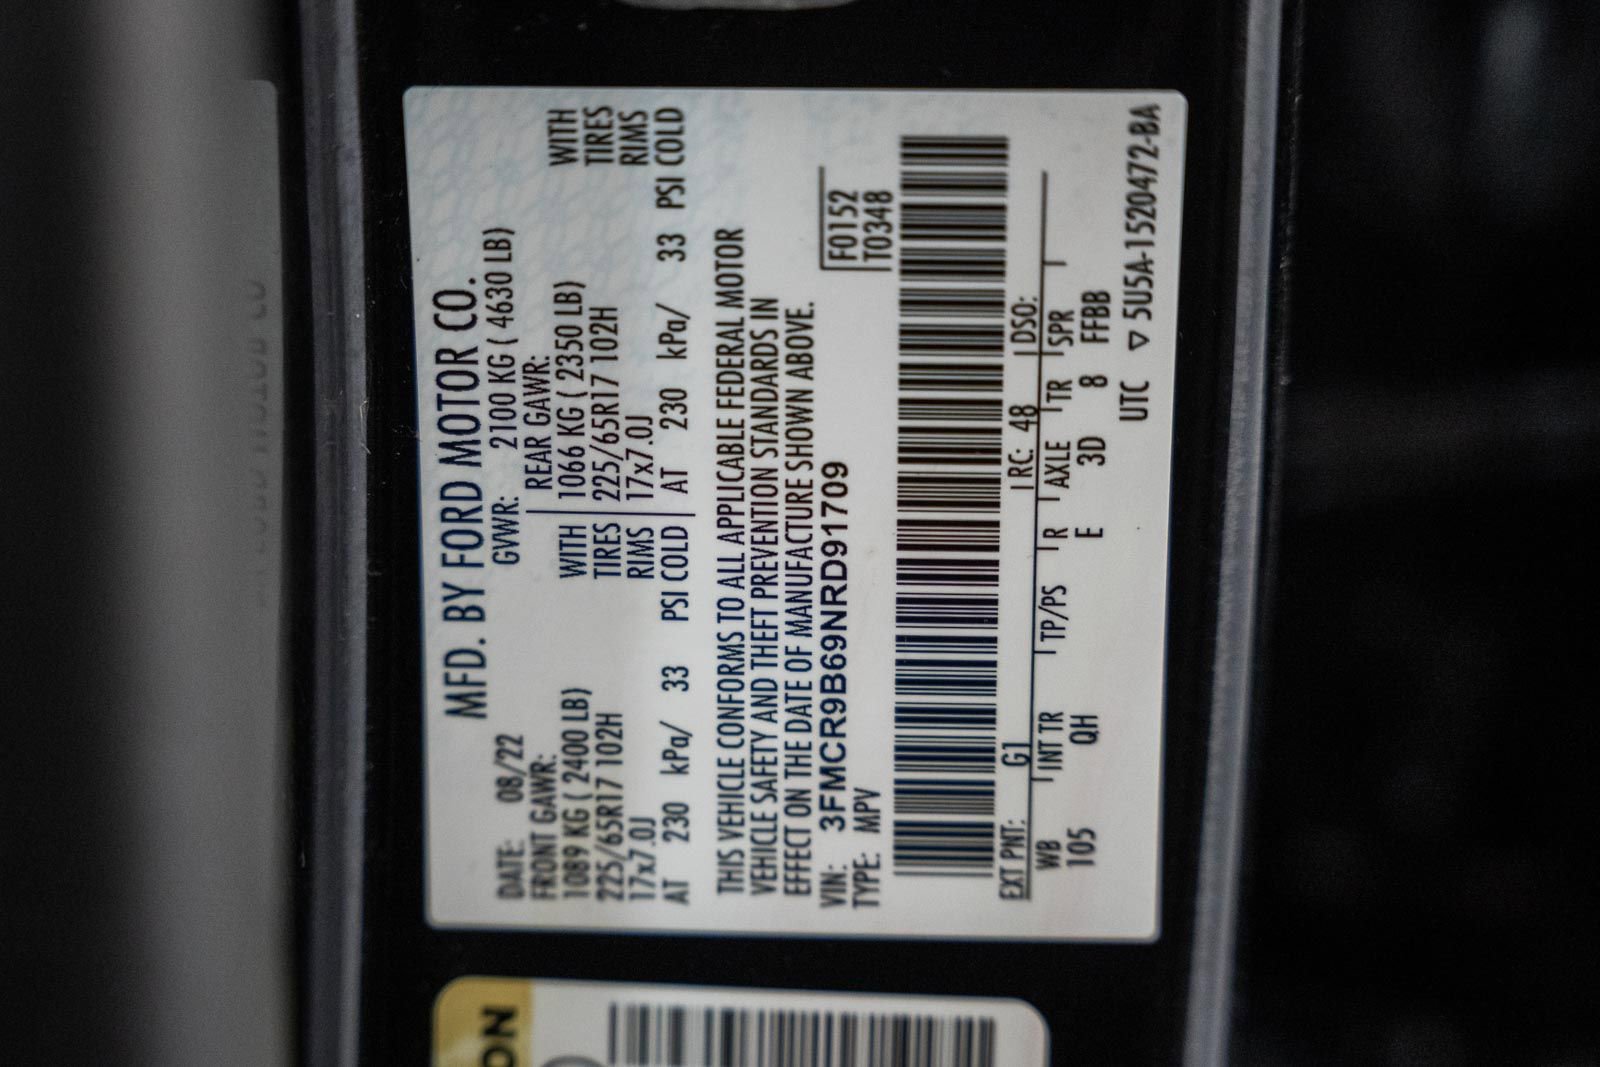 MFD. BY FORD MOTOR CO.
DATE: 08/22 GVWR: 2100 KG ( 4630 LB)
FRONT GAWR: REAR GAWR:
1089 KG ( 2400 LB) WITH 1066 KG ( 2350 LB) WITH
225/65R17 102H TIRES 225/65R17 102H TIRES
17x7.0J RIMS 17x7.0J RIMS
AT 230 kPa/ 33 PSI COLD AT 230 kPa/ 33 PSI COLD
THIS VEHICLE CONFORMS TO ALL APPLICABLE FEDERAL MOTOR
VEHICLE SAFETY AND THEFT PREVENTION STANDARDS IN
EFFECT ON THE DATE OF MANUFACTURE SHOWN ABOVE.
VIN: 3FMCR9B69NRD91709 F0152
TYPE: MPV T0348
EXT PNT: G1 RC: 48 DSO:
WB INT TR TP/PS R AXLE TR SPR
105 QH E 3D 8 FFBB
UTC ▽ 5U5A-1520472-BA
ON